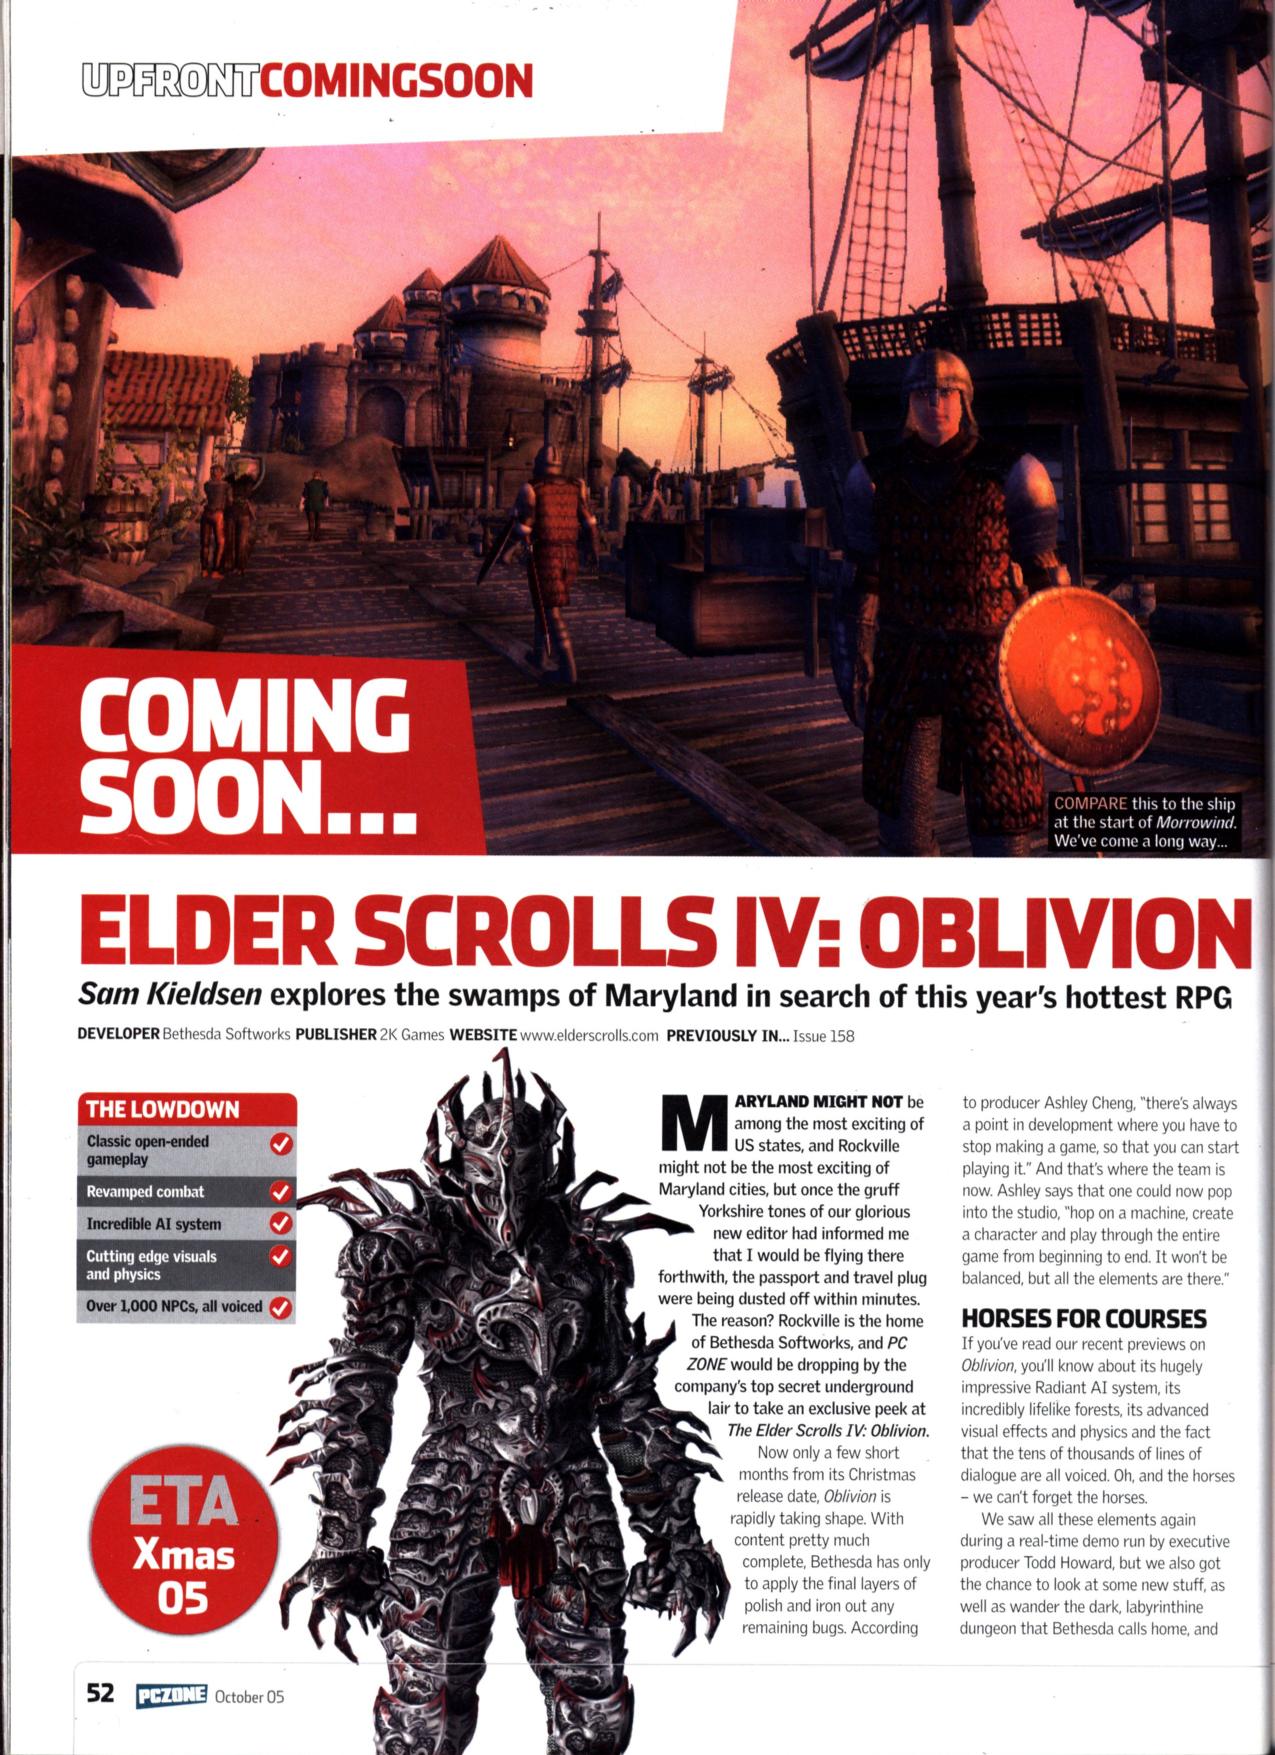 UPFRONTCOMINGSOON
COMING
SOON...
COMPARE this to the ship
at the start of Morrowind.
We've come a long way...
ELDER SCROLLS IV: OBLIVION
Sam Kieldsen explores the swamps of Maryland in search of this year's hottest RPG
DEVELOPER Bethesda Softworks PUBLISHER 2K Games WEBSITE www.elderscrolls.com PREVIOUSLY IN... Issue 158
THE LOWDOWN
Classic open-ended
gameplay
Revamped combat
Incredible AI system
Cutting edge visuals
and physics
Over 1,000 NPCs, all voiced
ETA
Xmas
05
MARYLAND MIGHT NOT be
among the most exciting of
US states, and Rockville
might not be the most exciting of
Maryland cities, but once the gruff
Yorkshire tones of our glorious
new editor had informed me
that I would be flying there
forthwith, the passport and travel plug
were being dusted off within minutes.
The reason? Rockville is the home
of Bethesda Softworks, and PC
ZONE would be dropping by the
company's top secret underground
lair to take an exclusive peek at
The Elder Scrolls IV: Oblivion.
Now only a few short
months from its Christmas
release date, Oblivion is
rapidly taking shape. With
content pretty much
complete, Bethesda has only
to apply the final layers of
polish and iron out any
remaining bugs. According
to producer Ashley Cheng, "there's always
a point in development where you have to
stop making a game, so that you can start
playing it." And that's where the team is
now. Ashley says that one could now pop
into the studio, "hop on a machine, create
a character and play through the entire
game from beginning to end. It won't be
balanced, but all the elements are there."
HORSES FOR COURSES
If you've read our recent previews on
Oblivion, you'll know about its hugely
impressive Radiant AI system, its
incredibly lifelike forests, its advanced
visual effects and physics and the fact
that the tens of thousands of lines of
dialogue are all voiced. Oh, and the horses
– we can't forget the horses.
We saw all these elements again
during a real-time demo run by executive
producer Todd Howard, but we also got
the chance to look at some new stuff, as
well as wander the dark, labyrinthine
dungeon that Bethesda calls home, and
52 PCZONE October 05